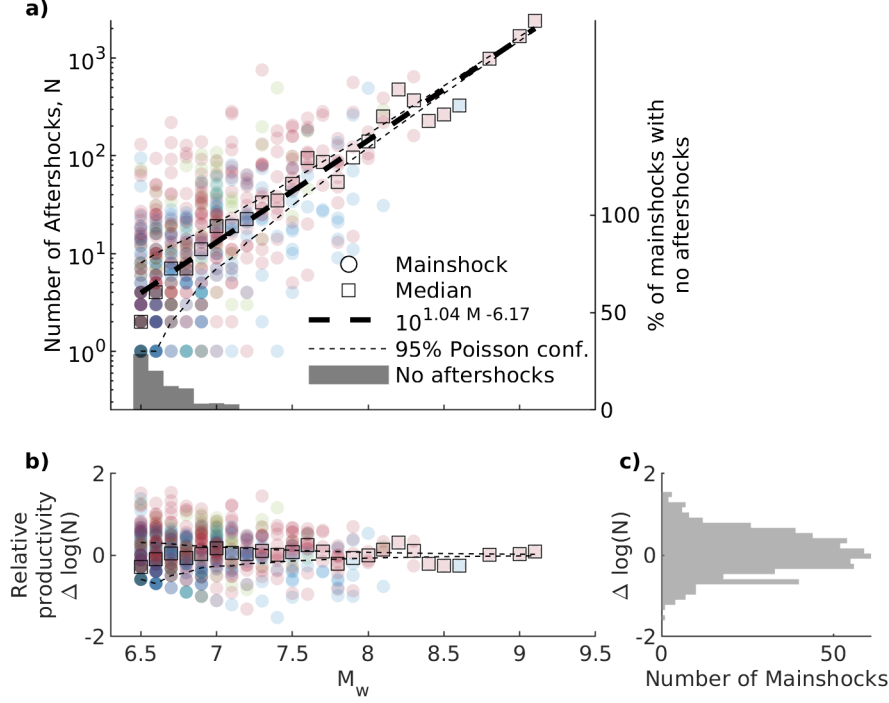 a)
Number of Aftershocks, N
10^3
10^2
10^1
10^0
% of mainshocks with
no aftershocks
100
50
0
Mainshock
Median
10^1.04 M -6.17
95% Poisson conf.
No aftershocks
b)
Relative
productivity
Δ log(N)
2
0
-2
6.5 7 7.5 8 8.5 9 9.5
M_w
c)
Δ log(N)
2
0
-2
0 50
Number of Mainshocks